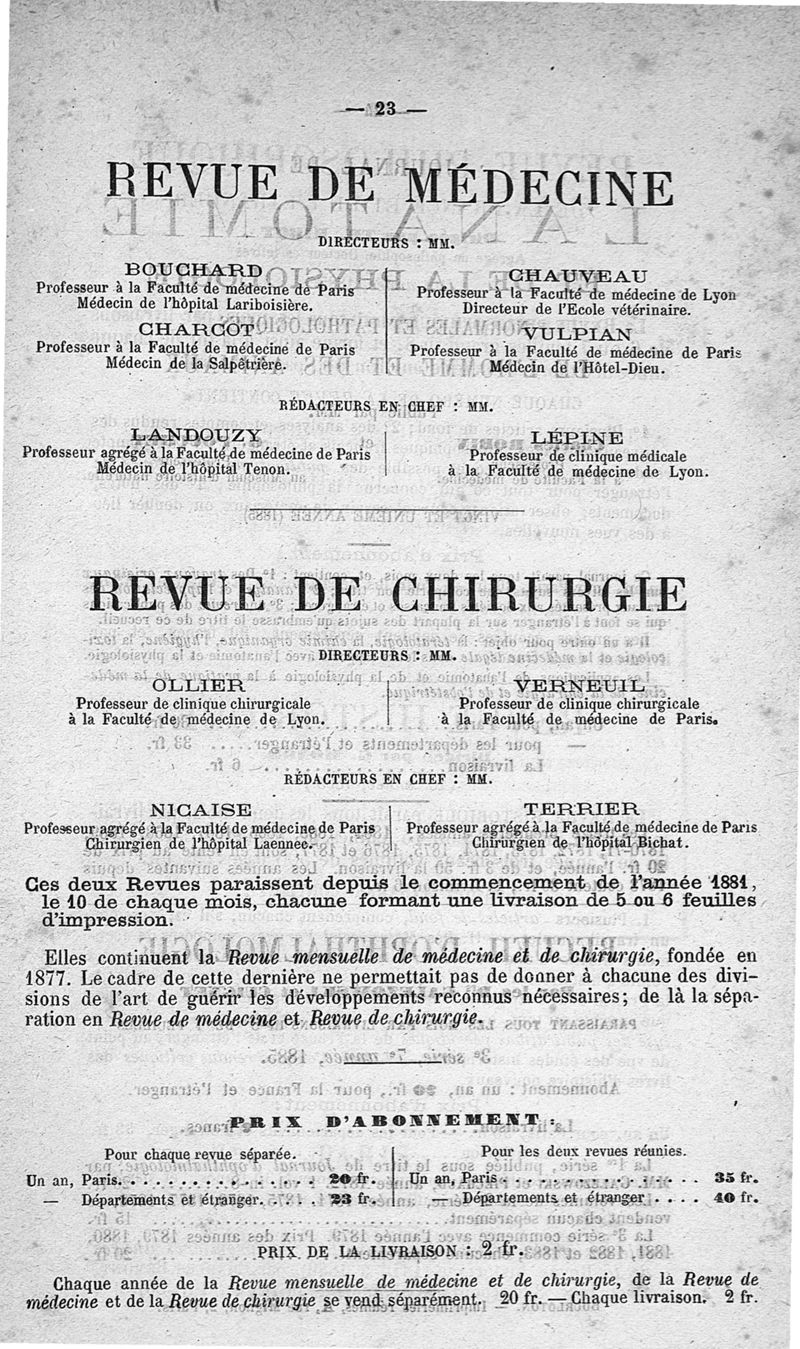 — 23 —
REVUE DE MÉDECINE
DIRECTEURS : MM.
BOUCHARD
Professeur à la Faculté de médecine de Paris
Médecin de l'hôpital Lariboisière.
CHARCOT
Professeur à la Faculté de médecine de Paris
Médecin de la Salpêtrière.
CHAUVEAU
Professeur à la Faculté de médecine de Lyon
Directeur de l'Ecole vétérinaire.
VULPIAN
Professeur à la Faculté de médecine de Paris
Médecin de l'Hôtel-Dieu.
RÉDACTEURS EN CHEF : MM.
LANDOUZY
Professeur agrégé à la Faculté de médecine de Paris
Médecin de l'hôpital Tenon.
LÉPINE
Professeur de clinique médicale
à la Faculté de médecine de Lyon.
REVUE DE CHIRURGIE
DIRECTEURS : MM.
OLLIER
Professeur de clinique chirurgicale
à la Faculté de médecine de Lyon.
VERNEUIL
Professeur de clinique chirurgicale
à la Faculté de médecine de Paris.
RÉDACTEURS EN CHEF : MM.
NICAISE
Professeur agrégé à la Faculté de médecine de Paris
Chirurgien de l'hôpital Laennec.
TERRIER
Professeur agrégé à la Faculté de médecine de Paris
Chirurgien de l'hôpital Bichat.
Ces deux Revues paraissent depuis le commencement de l'année 1881,
le 10 de chaque mois, chacune formant une livraison de 5 ou 6 feuilles
d'impression.
Elles continuent la Revue mensuelle de médecine et de chirurgie, fondée en
1877. Le cadre de cette dernière ne permettait pas de donner à chacune des divi-
sions de l'art de guérir les développements reconnus nécessaires; de là la sépa-
ration en Revue de médecine et Revue de chirurgie.
PRIX D'ABONNEMENT :
Pour chaque revue séparée.
Un an, Paris. . . . . . . . . . . . . . . 20 fr.
— Départements et étranger. . . . . 23 fr.
Pour les deux revues réunies.
Un an, Paris . . . . . . . . . . . . . . . 35 fr.
— Départements et étranger . . . . 40 fr.
PRIX DE LA LIVRAISON : 2 fr.
Chaque année de la Revue mensuelle de médecine et de chirurgie, de la Revue de
médecine et de la Revue de chirurgie se vend séparément. 20 fr. — Chaque livraison. 2 fr.